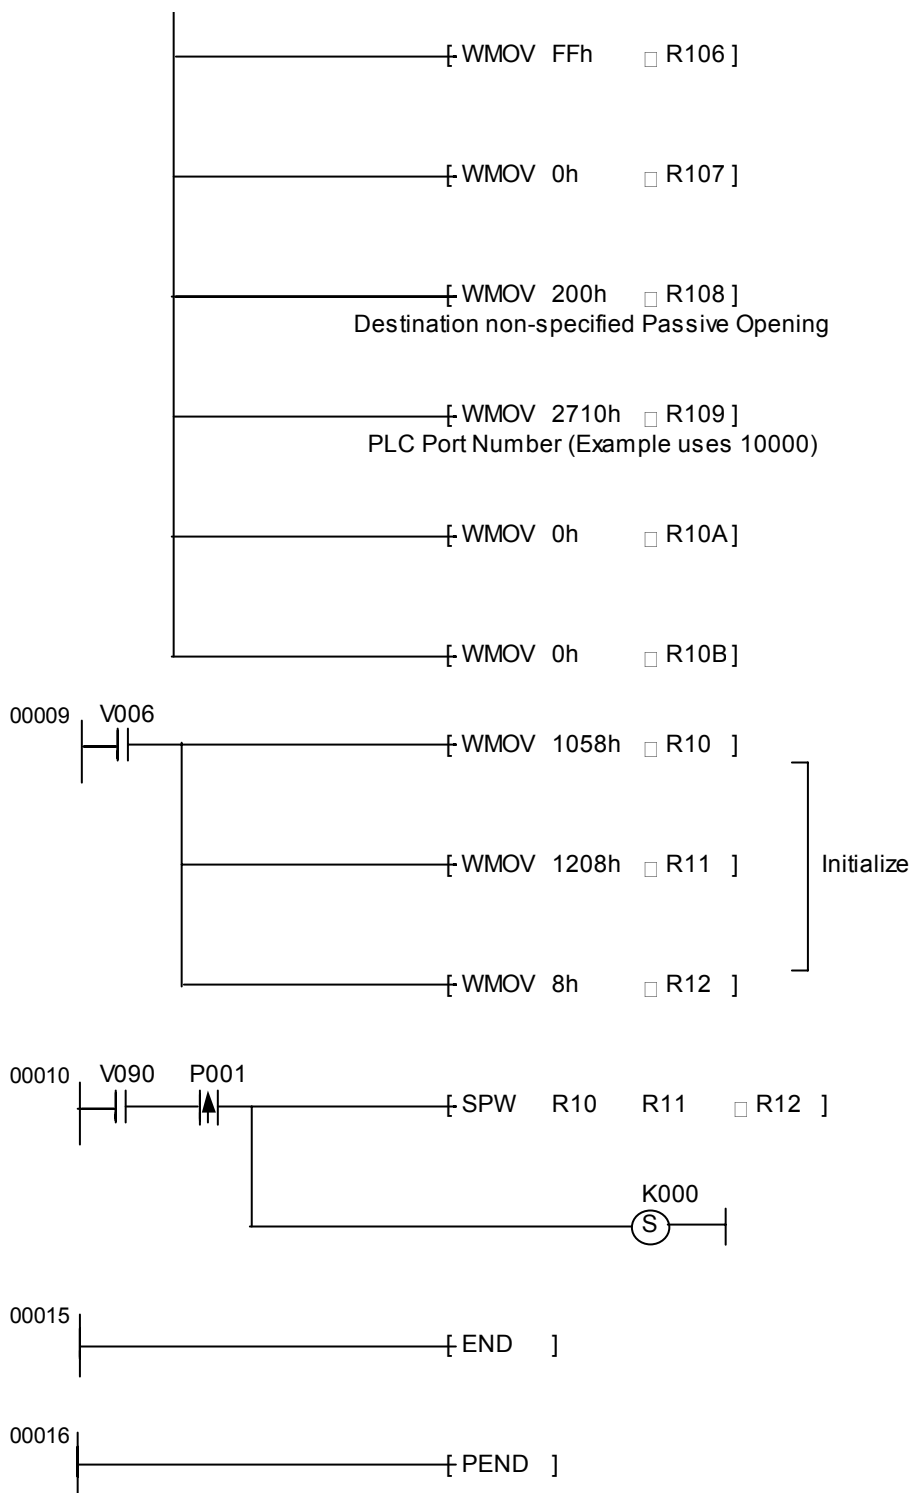 [ WMOV FFh □ R106 ]
[ WMOV 0h □ R107 ]
[ WMOV 200h □ R108 ]
Destination non-specified Passive Opening
[ WMOV 2710h □ R109 ]
PLC Port Number (Example uses 10000)
[ WMOV 0h □ R10A ]
[ WMOV 0h □ R10B ]
00009 V006
[ WMOV 1058h □ R10 ]
[ WMOV 1208h □ R11 ]
Initialize
[ WMOV 8h □ R12 ]
00010 V090 P001
[ SPW R10 R11 □ R12 ]
K000
S
00015
[ END ]
00016
[ PEND ]